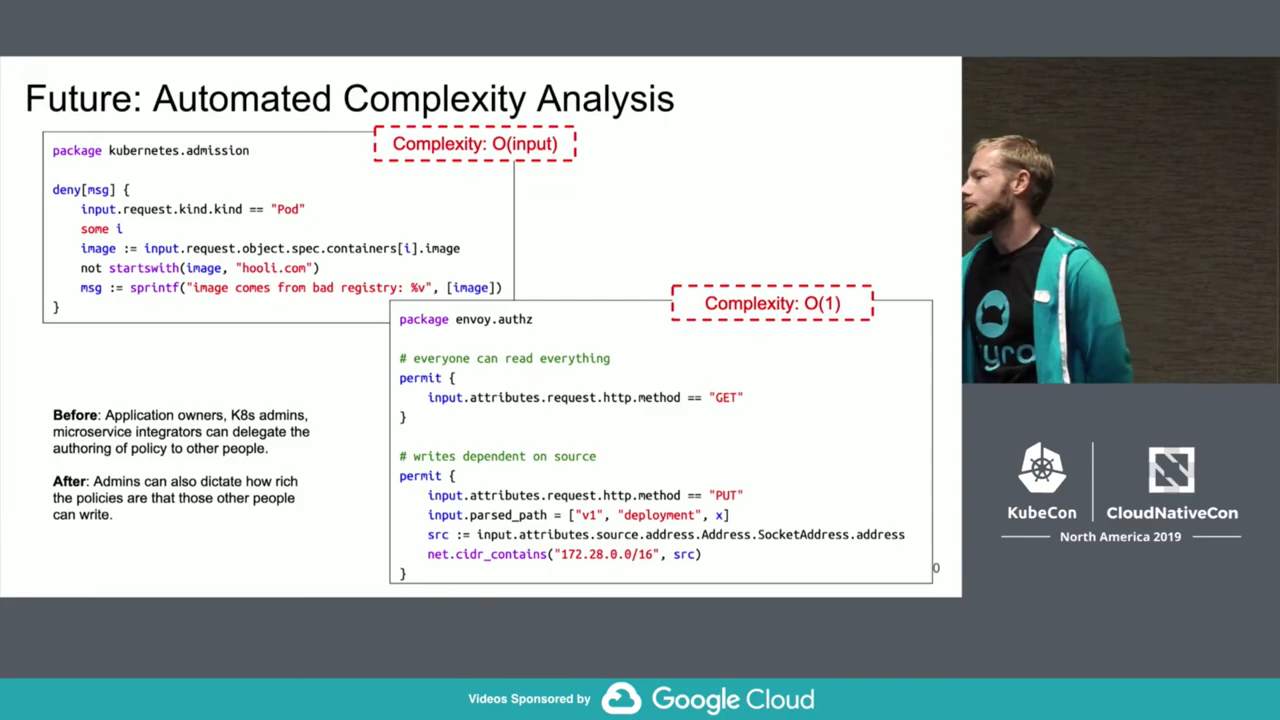 Future: Automated Complexity Analysis
Complexity: O(input)
package kubernetes.admission
deny[msg] {
input.request.kind.kind == "Pod"
some i
image := input.request.object.spec.containers[i].image
not startswith(image, "hooli.com")
msg := sprintf("image comes from bad registry: %v", [image])
}
Complexity: O(1)
package envoy.authz
# everyone can read everything
permit {
input.attributes.request.http.method == "GET"
}
# writes dependent on source
permit {
input.attributes.request.http.method == "PUT"
input.parsed_path = ["v1", "deployment", x]
src := input.attributes.source.address.Address.SocketAddress.address
net.cidr_contains("172.28.0.0/16", src)
}
Before: Application owners, K8s admins,
microservice integrators can delegate the
authoring of policy to other people.
After: Admins can also dictate how rich
the policies are that those other people
can write.
0
KubeCon
CloudNativeCon
North America 2019
Videos Sponsored by
Google Cloud